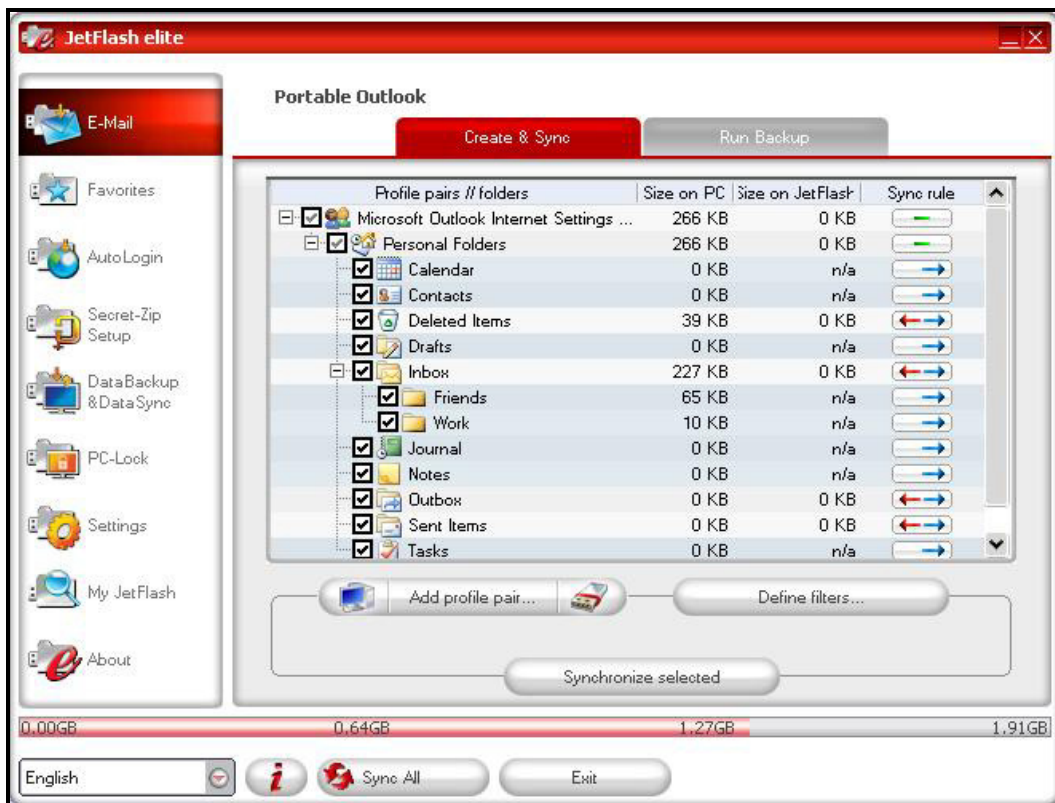 JetFlash elite
E-Mail
Favorites
AutoLogin
Secret-Zip
Setup
DataBackup
&DataSync
PC-Lock
Settings
My JetFlash
About
Portable Outlook
Create & Sync Run Backup
Profile pairs // folders Size on PC Size on JetFlash Sync rule
Microsoft Outlook Internet Settings ... 266 KB 0 KB
Personal Folders 266 KB 0 KB
Calendar 0 KB n/a
Contacts 0 KB n/a
Deleted Items 39 KB 0 KB
Drafts 0 KB n/a
Inbox 227 KB 0 KB
Friends 65 KB n/a
Work 10 KB n/a
Journal 0 KB n/a
Notes 0 KB n/a
Outbox 0 KB 0 KB
Sent Items 0 KB 0 KB
Tasks 0 KB n/a
Add profile pair... Define filters...
Synchronize selected
0.00GB 0.64GB 1.27GB 1.91GB
English i Sync All Exit